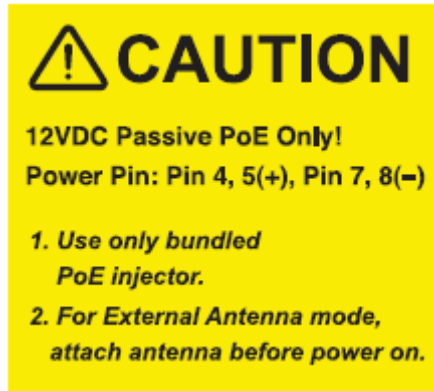 CAUTION
12VDC Passive PoE Only!
Power Pin: Pin 4, 5(+), Pin 7, 8(–)
1. Use only bundled
PoE injector.
2. For External Antenna mode,
attach antenna before power on.